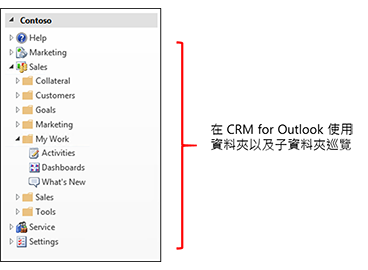 Contoso
Help
Marketing
Sales
Collateral
Customers
Goals
Marketing
My Work
Activities
Dashboards
What's New
Sales
Tools
Service
Settings
在 CRM for Outlook 使用
資料夾以及子資料夾巡覽